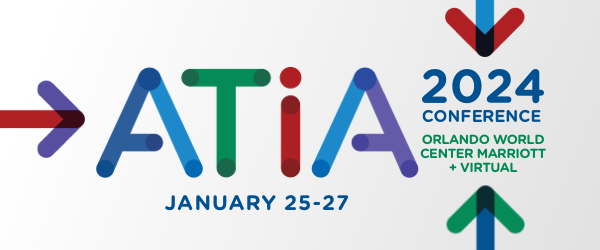 ATiA
JANUARY 25-27
2024
CONFERENCE
ORLANDO WORLD
CENTER MARRIOTT
+ VIRTUAL